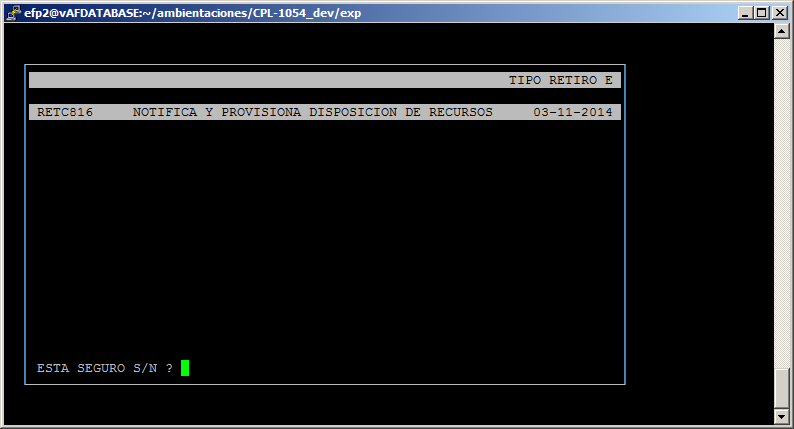 efp2@vAFDATABASE:~/ambientaciones/CPL-1054_dev/exp
TIPO RETIRO E
RETC816 NOTIFICA Y PROVISIONA DISPOSICION DE RECURSOS 03-11-2014
ESTA SEGURO S/N ?